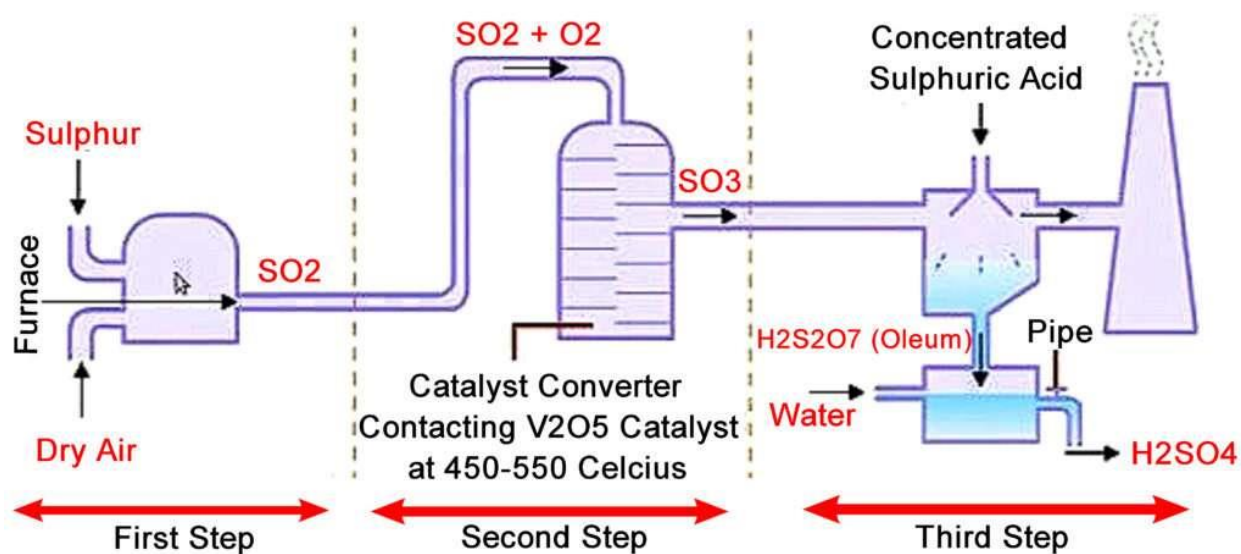 Sulphur
Furnace
Dry Air
SO2
First Step
SO2 + O2
SO3
Catalyst Converter
Contacting V2O5 Catalyst
at 450-550 Celcius
Second Step
Concentrated
Sulphuric Acid
H2S2O7 (Oleum)
Pipe
Water
H2SO4
Third Step